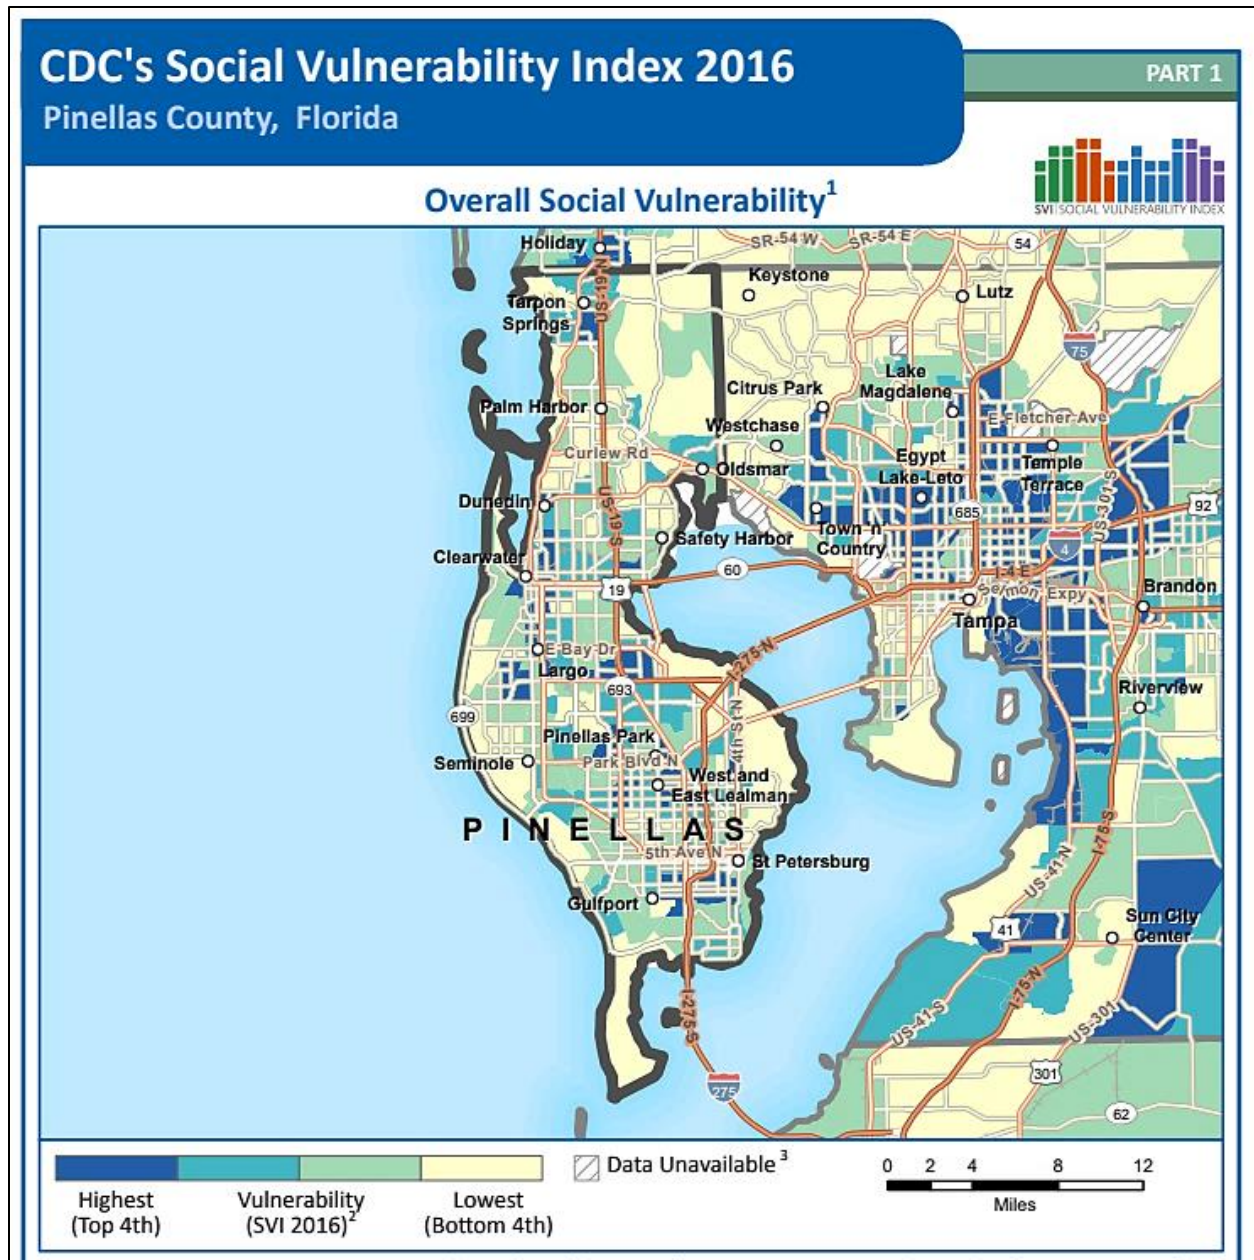 CDC's Social Vulnerability Index 2016
PART 1
Pinellas County, Florida
SVI|SOCIAL VULNERABILITY INDEX
Overall Social Vulnerability1
Holiday
SR-54 W
SR-54 E
54
US-19 N
Keystone
Lutz
Tarpon
Springs
75
Lake
Magdalene
Citrus Park
Palm Harbor
E Fletcher Ave
Westchase
Curlew Rd
Egypt
Lake-Leto
Temple
Terrace
Oldsmar
US-19 S
US-301 S
Dunedin
685
92
Town 'n'
Country
Safety Harbor
4
Clearwater
60
I-4 E
19
Selmon Expy
Brandon
Tampa
E Bay Dr
Largo
I-275 N
693
Riverview
699
4th St N
Pinellas Park
Park Blvd N
Seminole
West and
East Lealman
PINELLAS
I-75 S
5th Ave N
St Petersburg
US-41 N
Gulfport
41
Sun City
Center
I-75 N
I-275 S
US-41 S
US-301
301
275
62
Data Unavailable 3
0 2 4 8 12
Miles
Highest
(Top 4th)
Vulnerability
(SVI 2016)2
Lowest
(Bottom 4th)